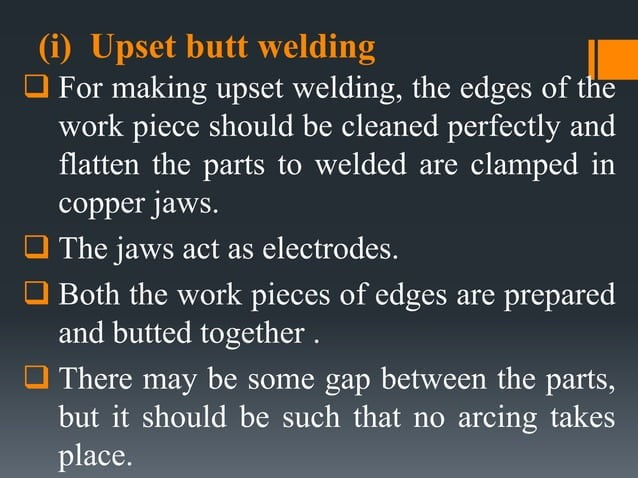 (i) Upset butt welding
For making upset welding, the edges of the
work piece should be cleaned perfectly and
flatten the parts to welded are clamped in
copper jaws.
The jaws act as electrodes.
Both the work pieces of edges are prepared
and butted together .
There may be some gap between the parts,
but it should be such that no arcing takes
place.